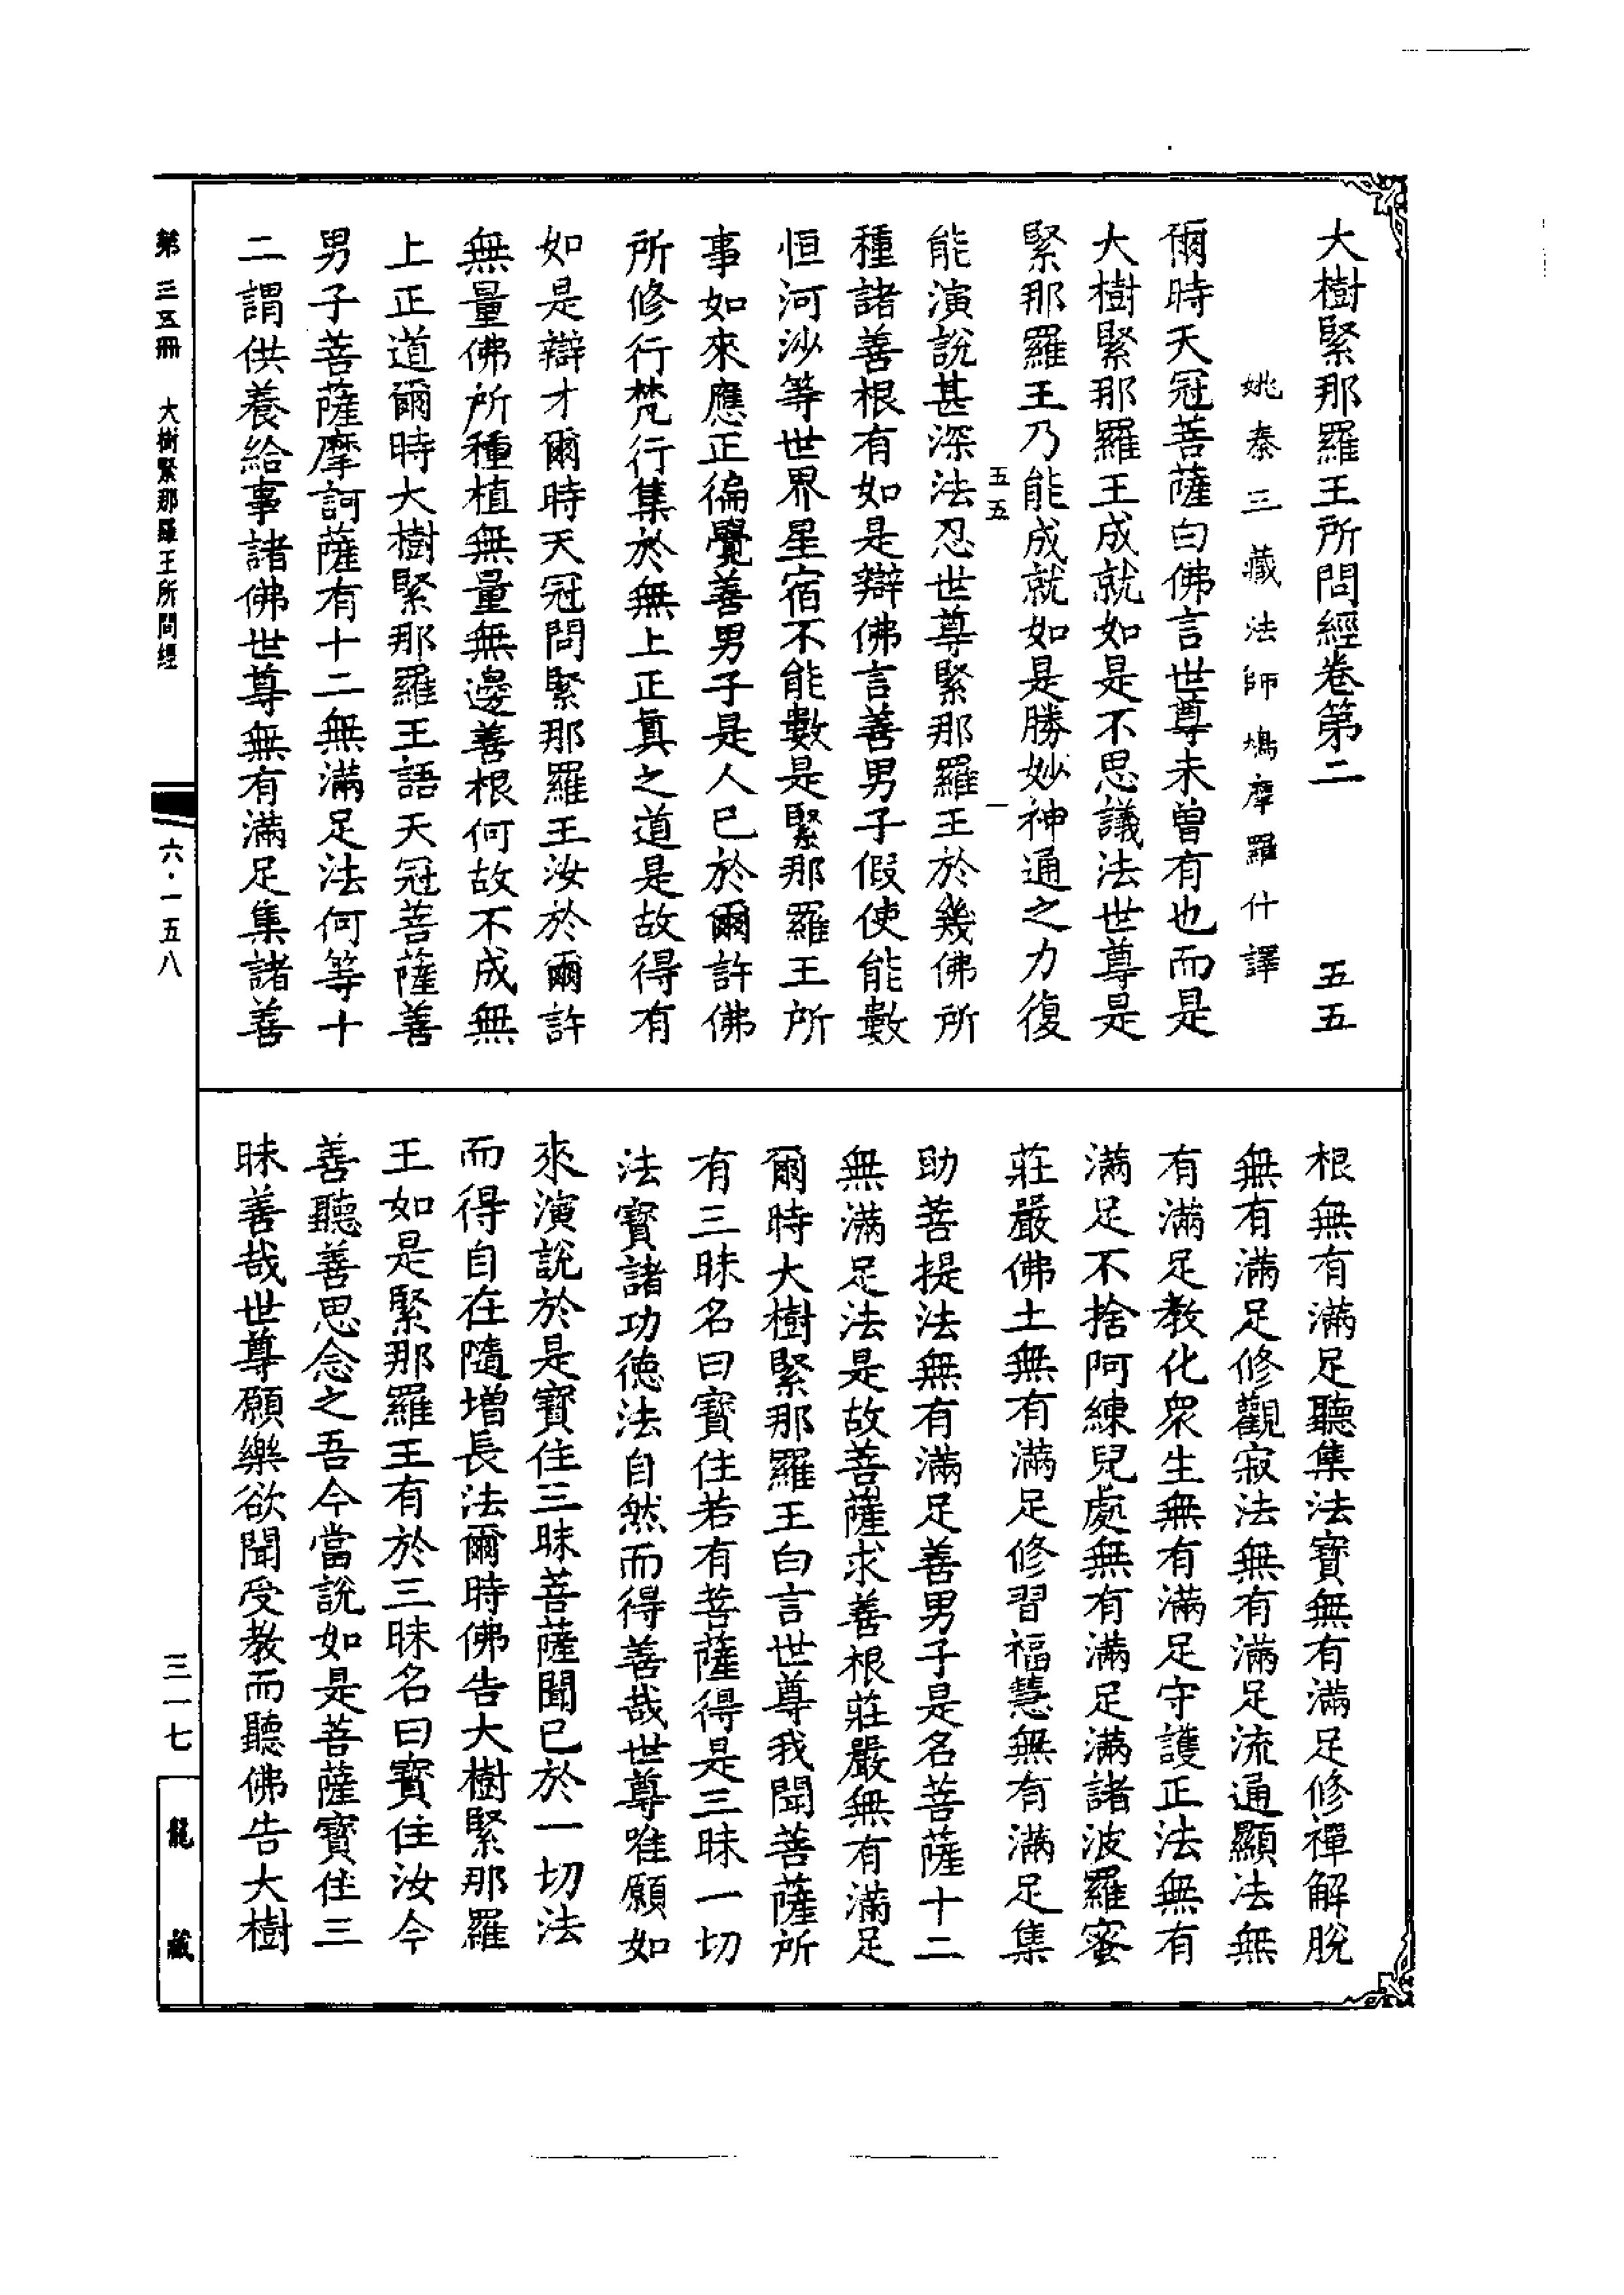 大樹緊那羅王所問經卷第二 五五
姚秦三藏法師鳩摩羅什譯
爾時天冠菩薩白佛言世尊未曾有也而是
大樹緊那羅王成就如是不思議法世尊是
緊那羅王乃能成就如是勝妙神通之力復
五五 一
能演說甚深法忍世尊緊那羅王於幾佛所
種諸善根有如是辯佛言善男子假使能數
恒河沙等世界星宿不能數是緊那羅王所
事如來應正徧覺善男子是人已於爾許佛
所修行梵行集於無上正真之道是故得有
如是辯才爾時天冠問緊那羅王汝於爾許
無量佛所種植無量無邊善根何故不成無
上正道爾時大樹緊那羅王語天冠菩薩善
男子菩薩摩訶薩有十二無滿足法何等十
二謂供養給事諸佛世尊無有滿足集諸善
根無有滿足聽集法寶無有滿足修禪解脫
無有滿足修觀寂法無有滿足流通顯法無
有滿足教化眾生無有滿足守護正法無有
滿足不捨阿練兒處無有滿足滿諸波羅蜜
莊嚴佛土無有滿足修習福慧無有滿足集
助菩提法無有滿足善男子是名菩薩十二
無滿足法是故菩薩求善根莊嚴無有滿足
爾時大樹緊那羅王白言世尊我聞菩薩所
有三昧名曰寶住若有菩薩得是三昧一切
法寶諸功德法自然而得善哉世尊唯願如
來演說於是寶住三昧菩薩聞已於一切法
而得自在隨增長法爾時佛告大樹緊那羅
王如是緊那羅王有於三昧名曰寶住汝今
善聽善思念之吾今當說如是菩薩寶住三
昧善哉世尊願樂欲聞受教而聽佛告大樹
第三五冊 大樹緊那羅王所問經
六·一五八
三一七
龍藏